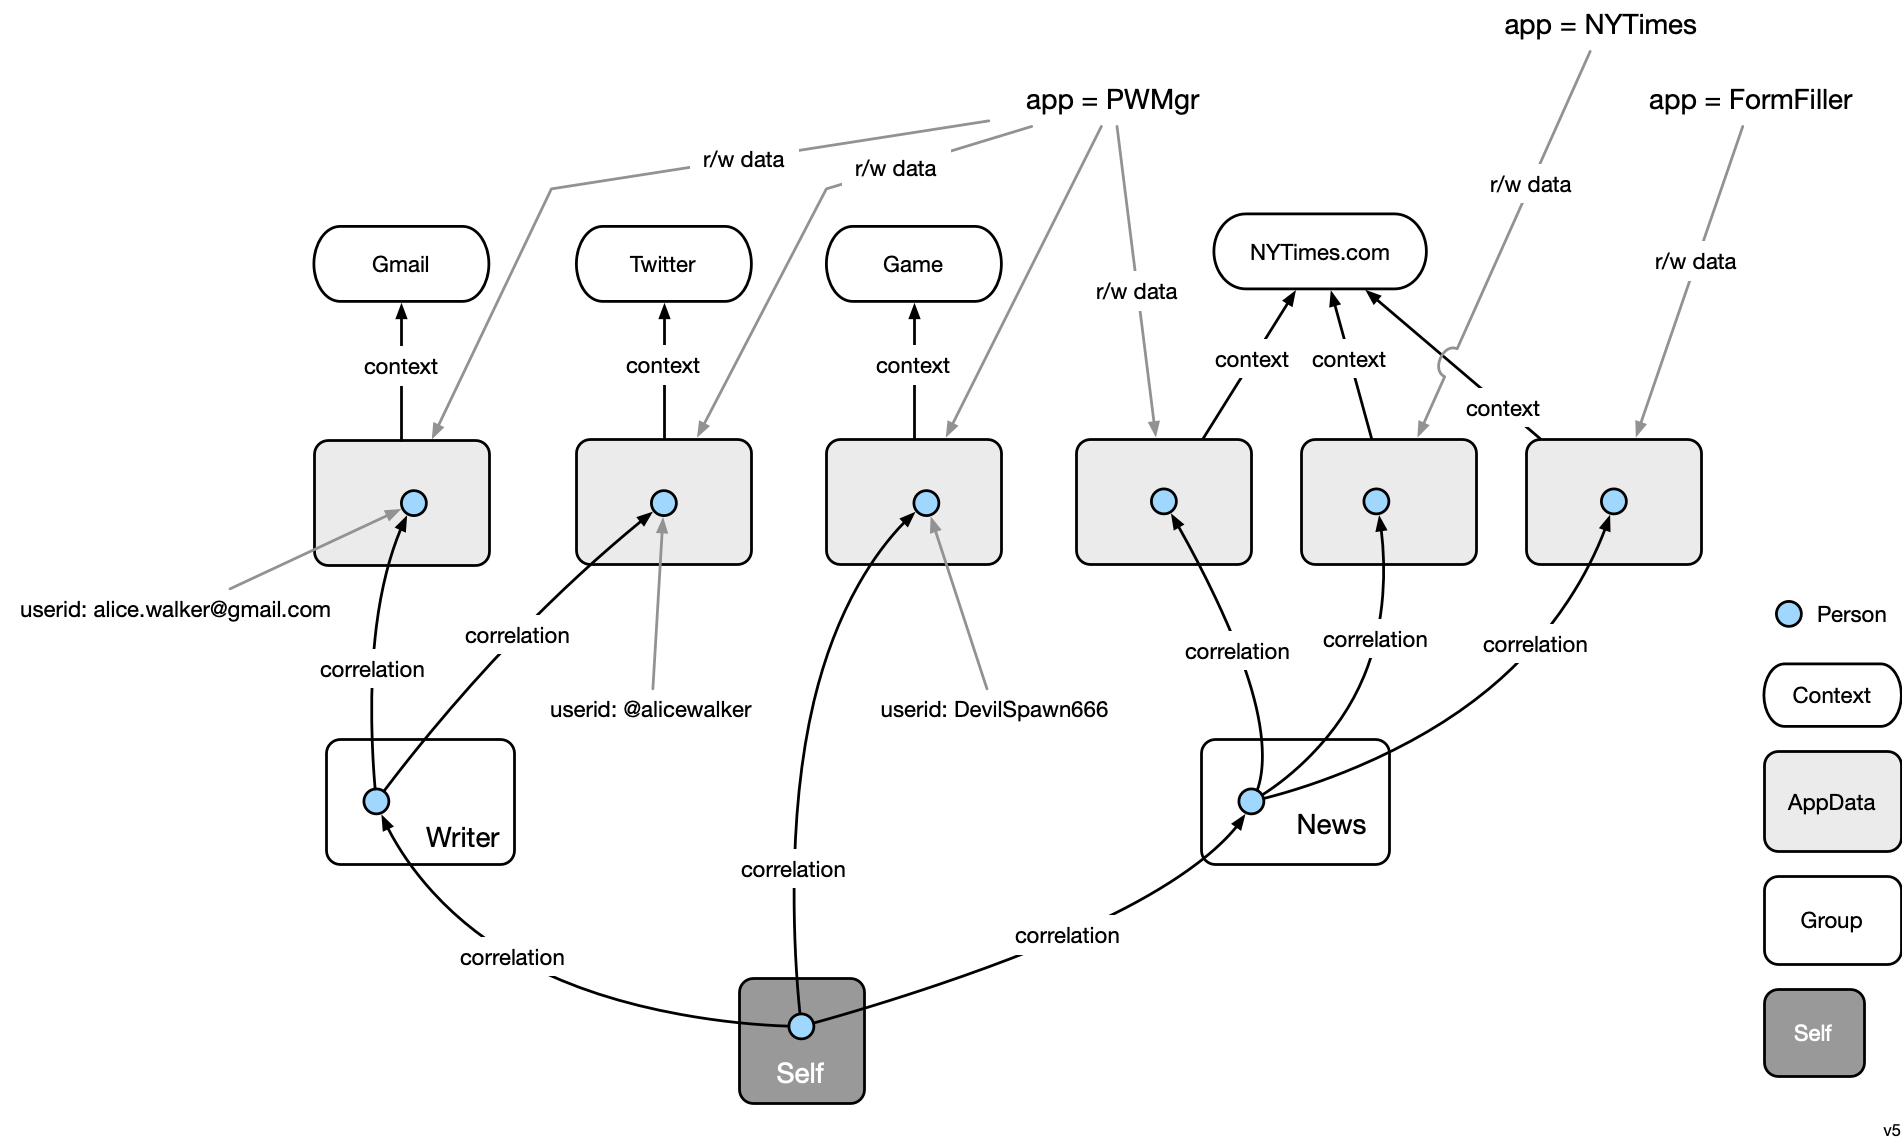 app = NYTimes
app = PWMgr
app = FormFiller
r/w data
r/w data
r/w data
r/w data
r/w data
Gmail
Twitter
Game
NYTimes.com
context
context
context
context
context
context
userid: alice.walker@gmail.com
correlation
correlation
correlation
correlation
correlation
userid: @alicewalker
userid: DevilSpawn666
Writer
News
correlation
correlation
correlation
Self
Person
Context
AppData
Group
Self
v5